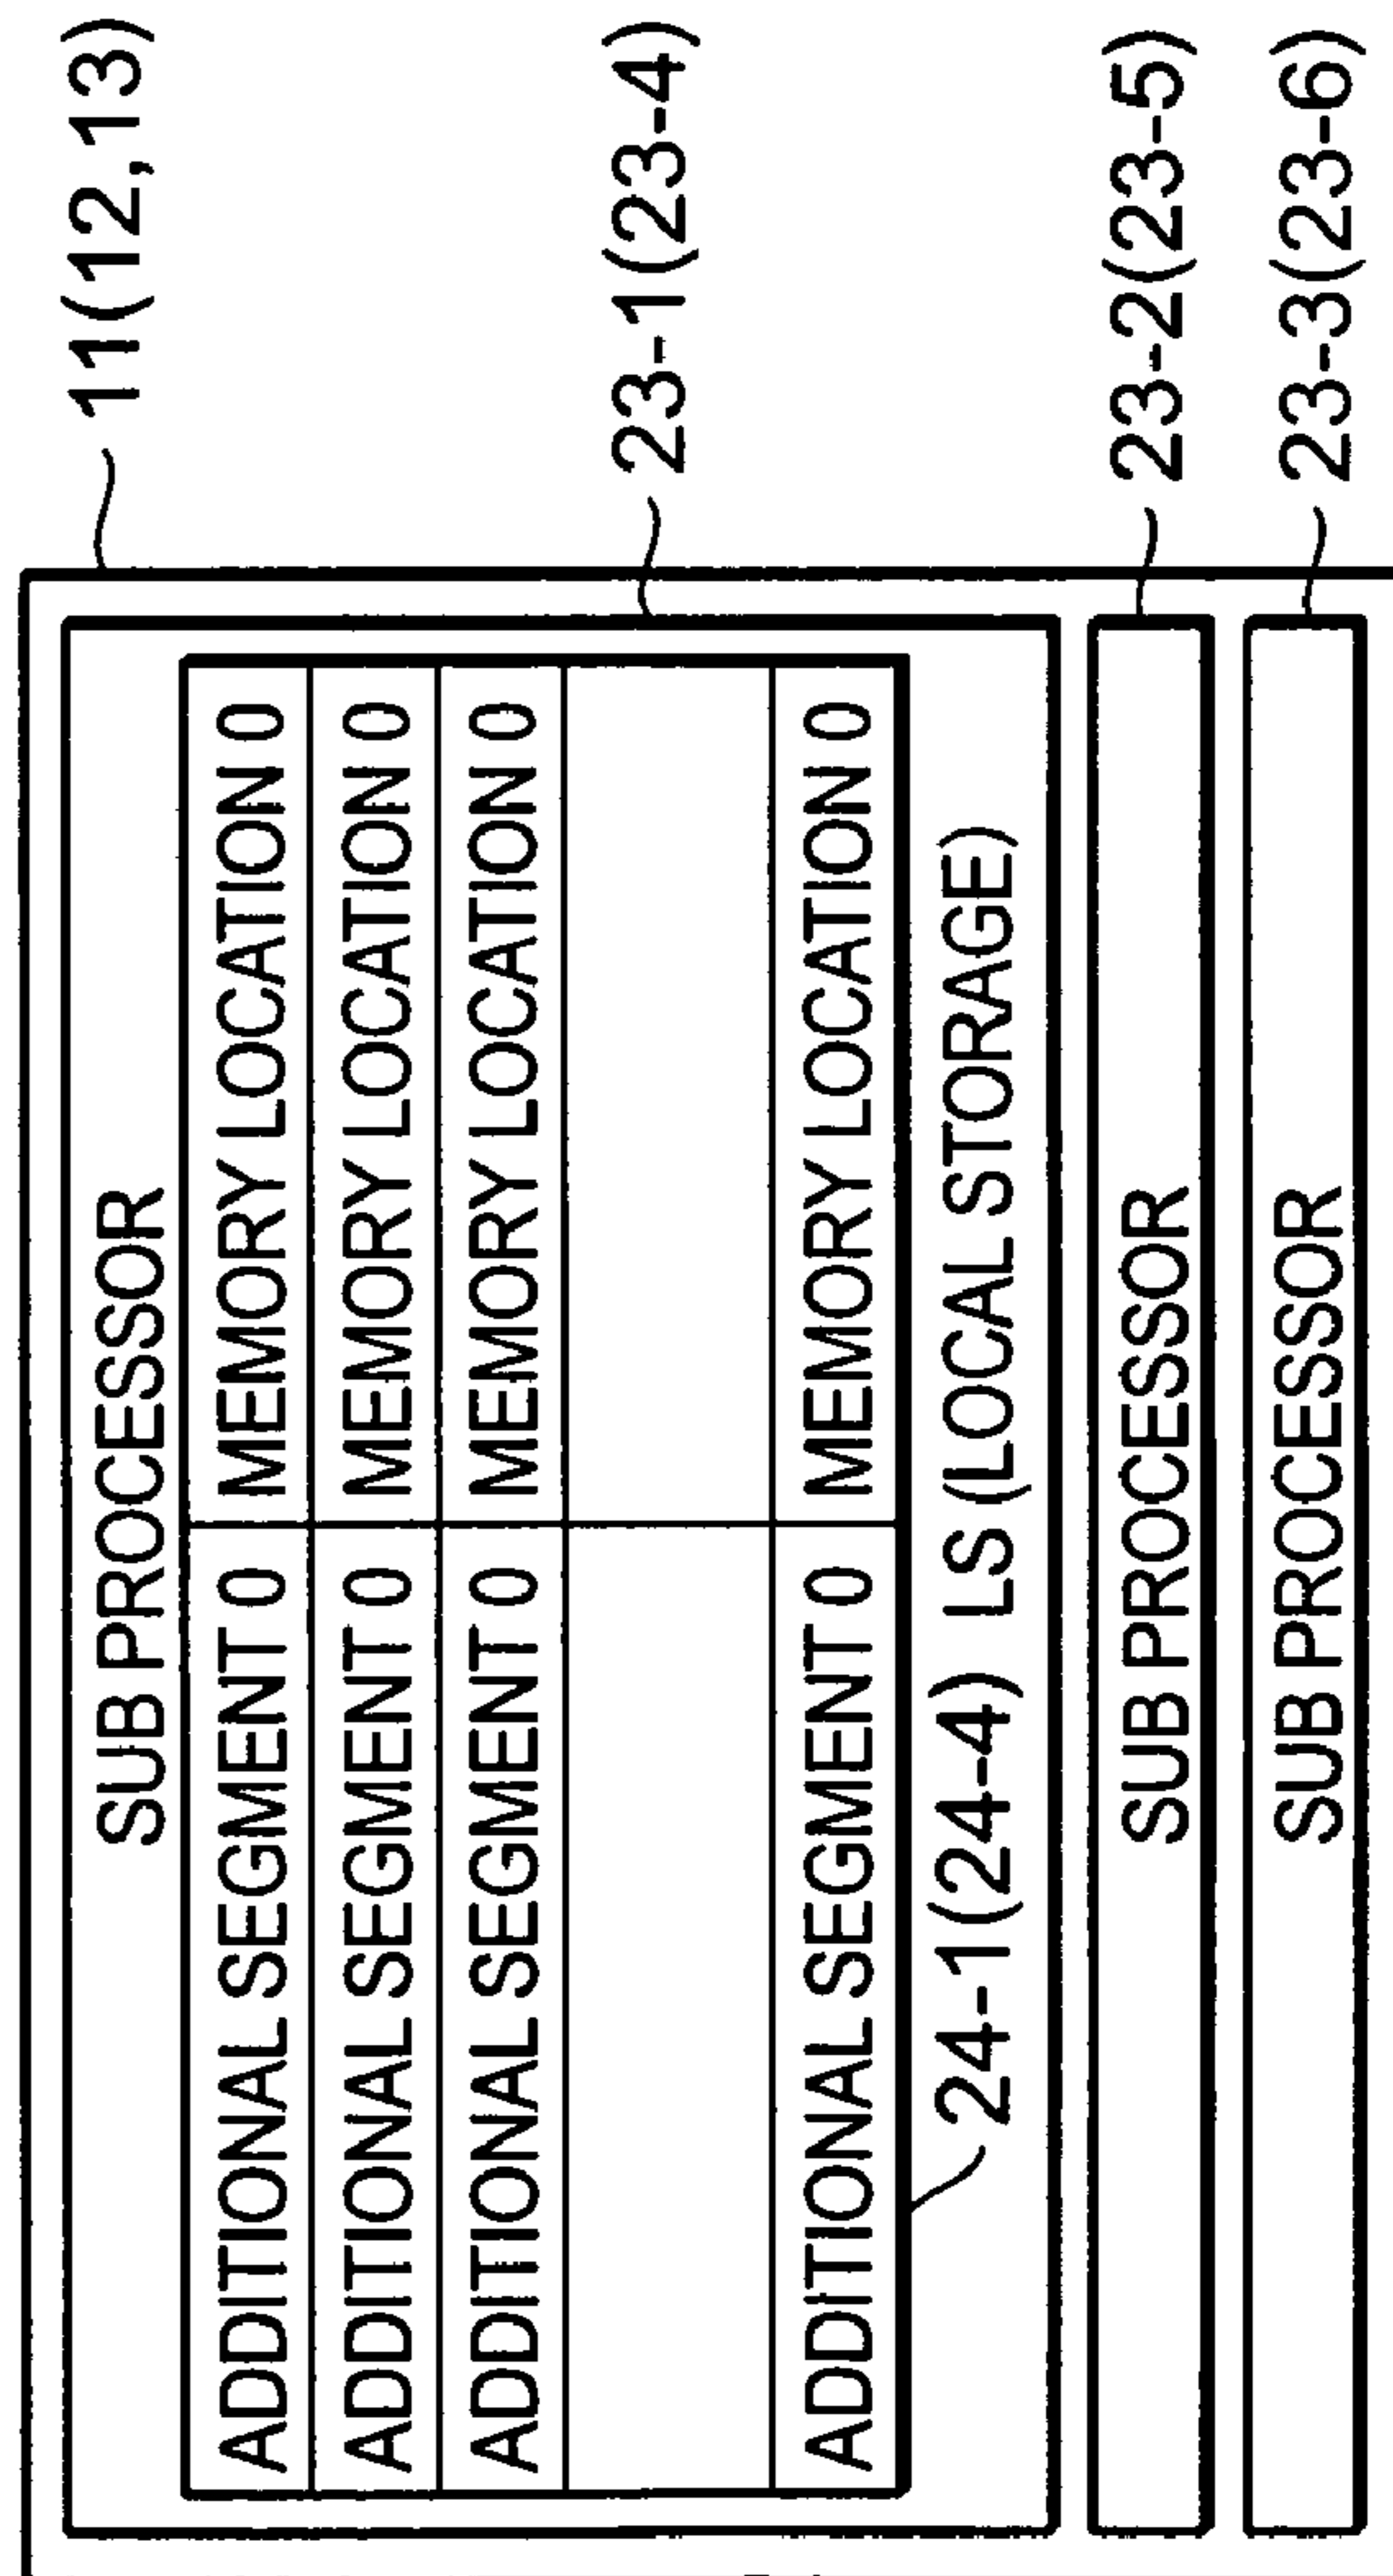 11(12,13)
SUB PROCESSOR
ADDITIONAL SEGMENT 0 MEMORY LOCATION 0
ADDITIONAL SEGMENT 0 MEMORY LOCATION 0
ADDITIONAL SEGMENT 0 MEMORY LOCATION 0
23-1(23-4)
ADDITIONAL SEGMENT 0 MEMORY LOCATION 0
24-1(24-4) LS (LOCAL STORAGE)
SUB PROCESSOR 23-2(23-5)
SUB PROCESSOR 23-3(23-6)